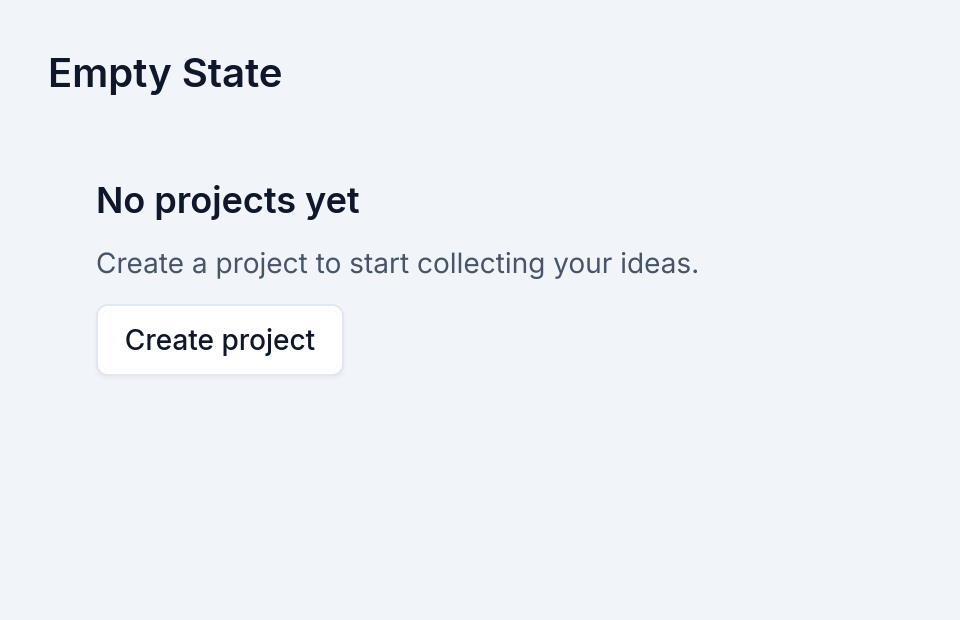 Empty State
No projects yet
Create a project to start collecting your ideas.
Create project